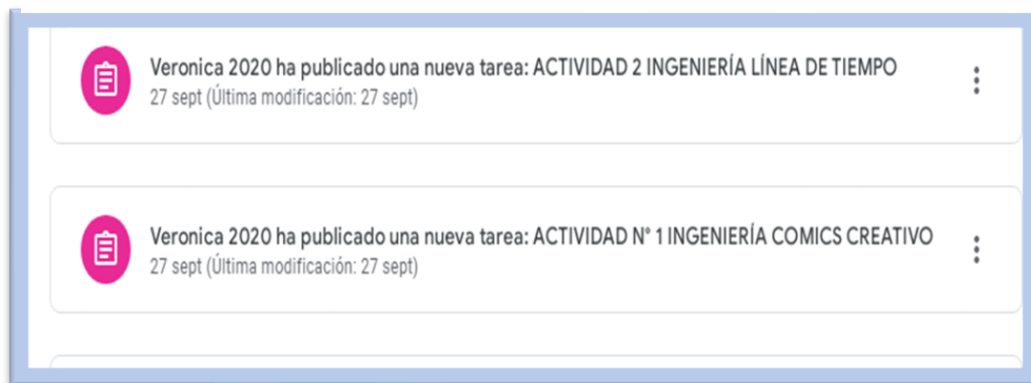 Veronica 2020 ha publicado una nueva tarea: ACTIVIDAD 2 INGENIERÍA LÍNEA DE TIEMPO
27 sept (Última modificación: 27 sept)
Veronica 2020 ha publicado una nueva tarea: ACTIVIDAD N° 1 INGENIERÍA COMICS CREATIVO
27 sept (Última modificación: 27 sept)